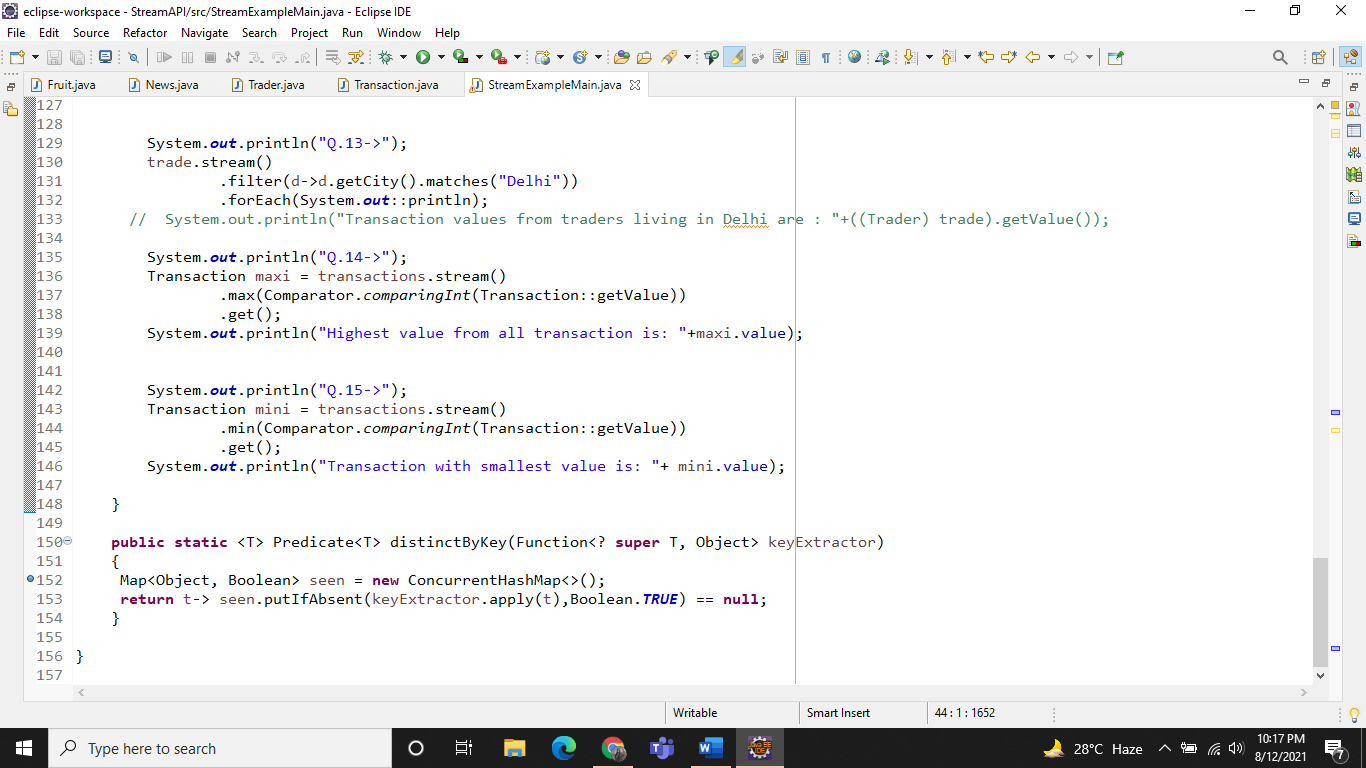 eclipse-workspace - StreamAPI/src/StreamExampleMain.java - Eclipse IDE
File Edit Source Refactor Navigate Search Project Run Window Help
Fruit.java News.java Trader.java Transaction.java StreamExampleMain.java
127
128
129 System.out.println("Q.13->");
130 trade.stream()
131 .filter(d->d.getCity().matches("Delhi"))
132 .forEach(System.out::println);
133 // System.out.println("Transaction values from traders living in Delhi are : "+((Trader) trade).getValue());
134
135 System.out.println("Q.14->");
136 Transaction maxi = transactions.stream()
137 .max(Comparator.comparingInt(Transaction::getValue))
138 .get();
139 System.out.println("Highest value from all transaction is: "+maxi.value);
140
141
142 System.out.println("Q.15->");
143 Transaction mini = transactions.stream()
144 .min(Comparator.comparingInt(Transaction::getValue))
145 .get();
146 System.out.println("Transaction with smallest value is: "+ mini.value);
147
148 }
149
150 public static <T> Predicate<T> distinctByKey(Function<? super T, Object> keyExtractor)
151 {
152 Map<Object, Boolean> seen = new ConcurrentHashMap<>();
153 return t-> seen.putIfAbsent(keyExtractor.apply(t),Boolean.TRUE) == null;
154 }
155
156 }
157
Writable Smart Insert 44 : 1 : 1652
Type here to search
28°C Haze
10:17 PM
8/12/2021
7